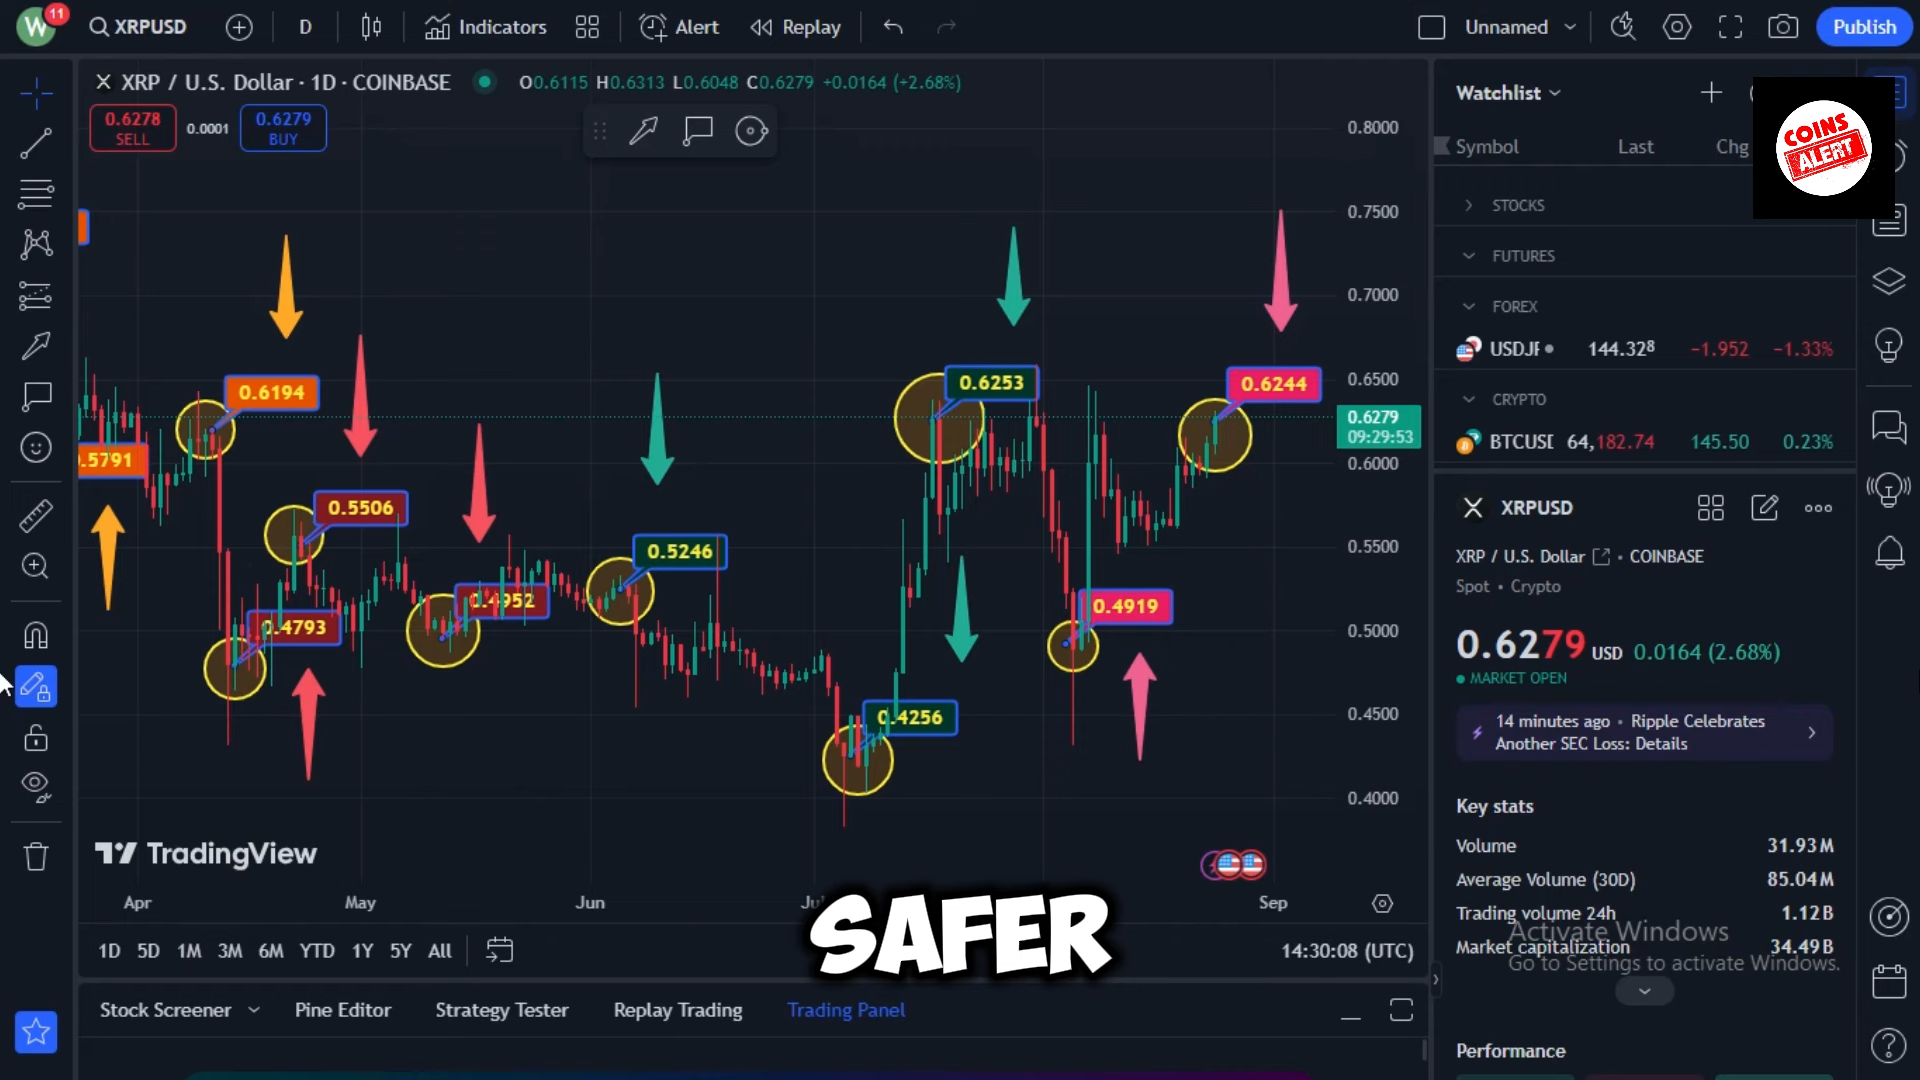 W 11 XRPUSD D Indicators Alert Replay Unnamed Publish
XRP / U.S. Dollar · 1D · COINBASE O0.6115 H0.6313 L0.6048 C0.6279 +0.0164 (+2.68%)
0.6278
SELL
0.0001
0.6279
BUY
COINS
ALERT
Watchlist
Symbol Last Chg
STOCKS
FUTURES
FOREX
USDJ 144.328 −1.952 −1.33%
CRYPTO
BTCUSD 64,182.74 145.50 0.23%
0.8000
0.7500
0.7000
0.6500
0.6279
09:29:53
0.6000
0.5500
0.5000
0.4500
0.4000
0.5791
0.6194
0.5506
0.4793
0.4952
0.5246
0.4256
0.6253
0.4919
0.6244
TradingView
Apr May Jun Jul Sep
SAFER
1D 5D 1M 3M 6M YTD 1Y 5Y All
14:30:08 (UTC)
Stock Screener Pine Editor Strategy Tester Replay Trading Trading Panel
XRPUSD
XRP / U.S. Dollar · COINBASE
Spot · Crypto
0.6279 USD 0.0164 (2.68%)
MARKET OPEN
14 minutes ago · Ripple Celebrates
Another SEC Loss: Details
Key stats
Volume 31.93M
Average Volume (30D) 85.04M
Trading volume 24h 1.12B
Market capitalization 34.49B
Activate Windows
Go to Settings to activate Windows.
Performance